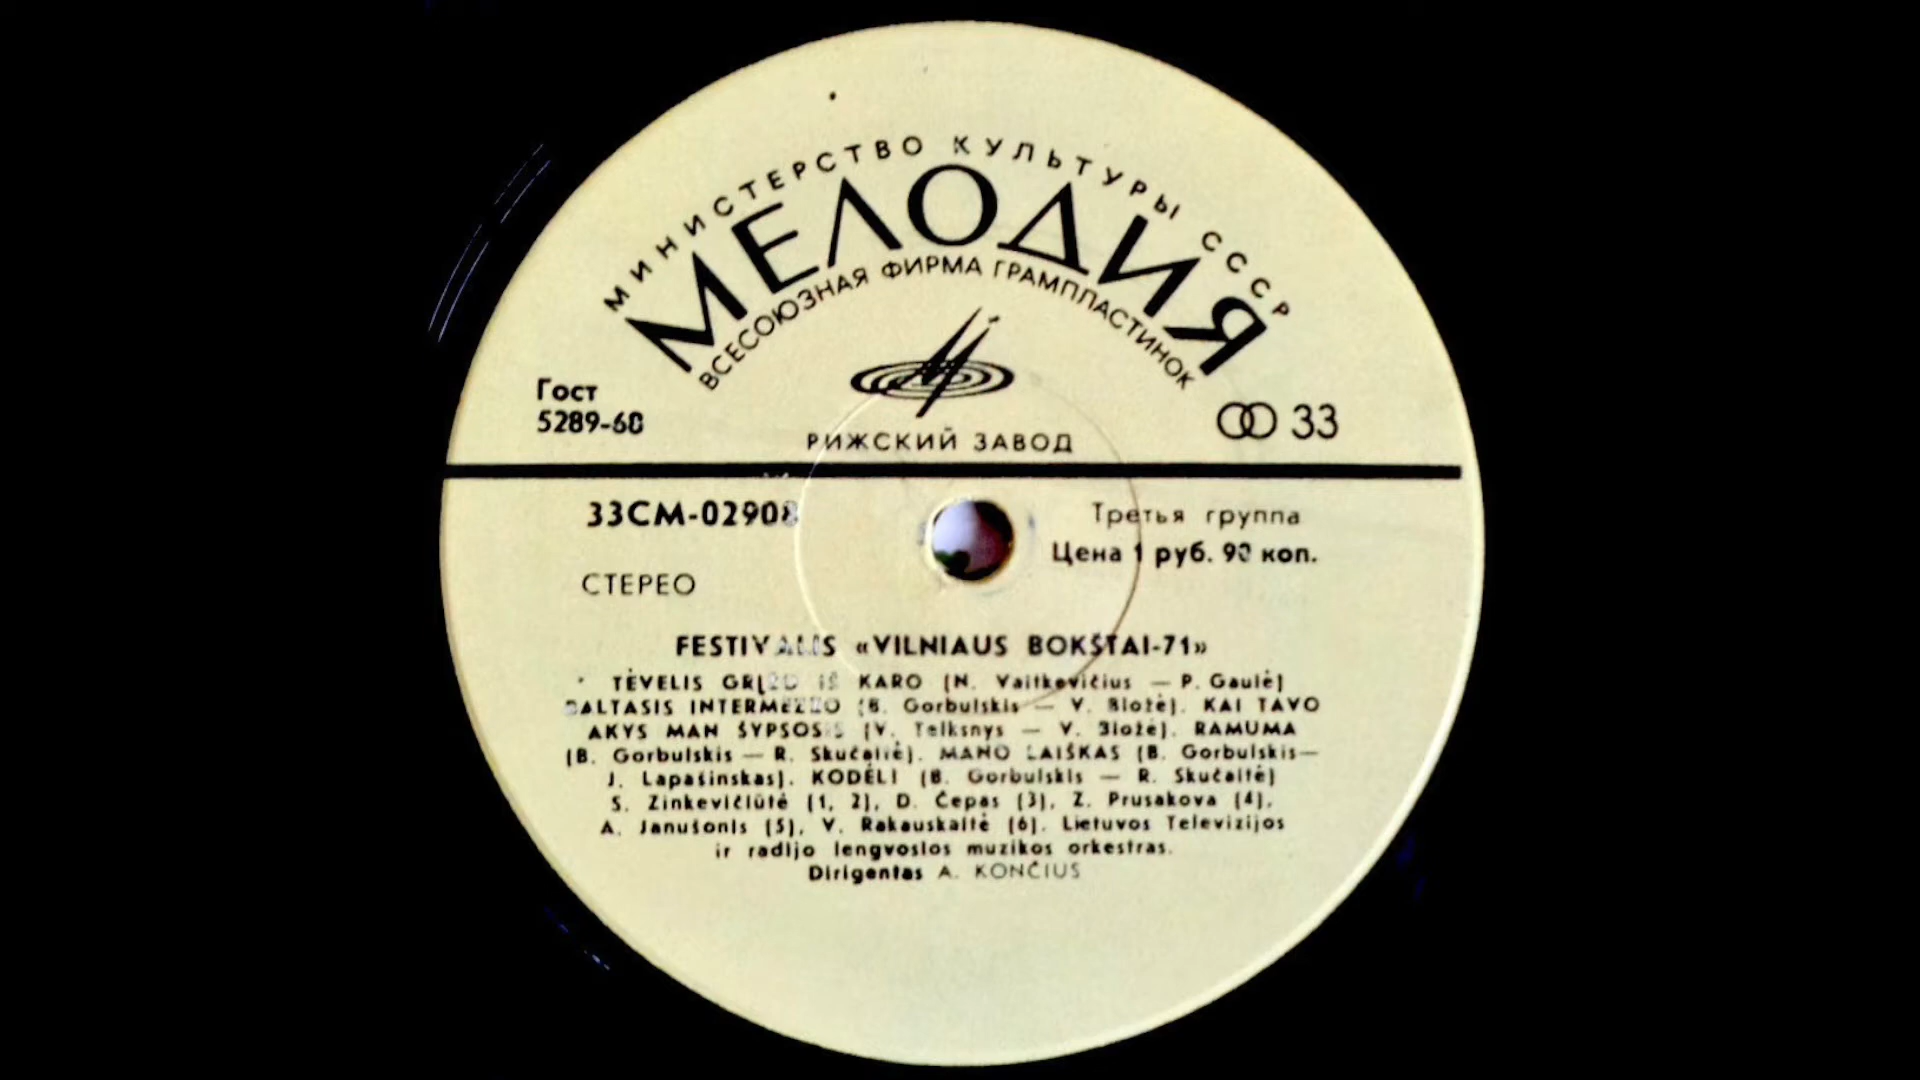 МИНИСТЕРСТВО КУЛЬТУРЫ СССР
МЕЛОДИЯ
ВСЕСОЮЗНАЯ ФИРМА ГРАМПЛАСТИНОК
Гост
5289-68
33
РИЖСКИЙ ЗАВОД
33СМ-02908
Третья группа
Цена 1 руб. 90 коп.
СТЕРЕО
FESTIVALIS «VILNIAUS BOKŠTAI-71»
TĖVELIS GRĮŽO IŠ KARO (N. Vaitkevičius — P. Gaulė)
BALTASIS INTERMEZZO (B. Gorbulskis — V. Bložė). KAI TAVO
AKYS MAN ŠYPSOSIS (V. Telksnys — V. Bložė). RAMUMA
(B. Gorbulskis — R. Skučaitė). MANO LAIŠKAS (B. Gorbulskis —
J. Lapašinskas). KODĖL! (B. Gorbulskis — R. Skučaitė)
S. Zinkevičiūtė (1, 2), D. Čepas (3), Z. Prusakova (4),
A. Janušonis (5), V. Rakauskaitė (6). Lietuvos Televizijos
ir radijo lengvosios muzikos orkestras.
Dirigentas A. KONČIUS